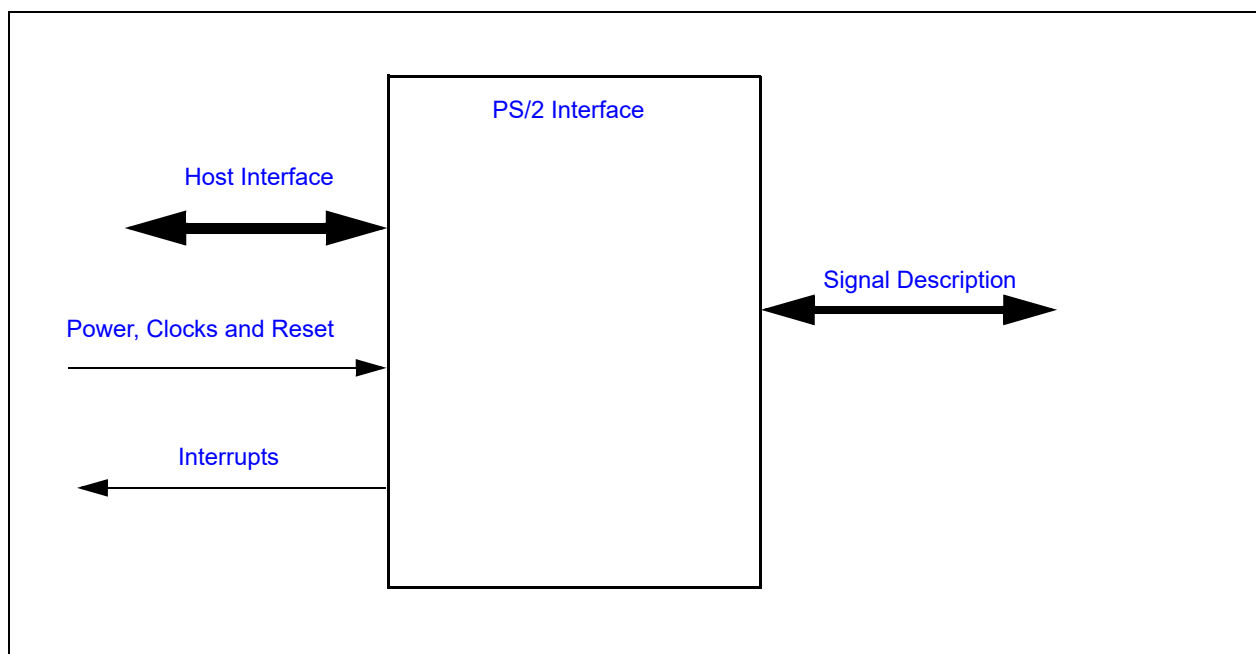 PS/2 Interface
Host Interface
Signal Description
Power, Clocks and Reset
Interrupts